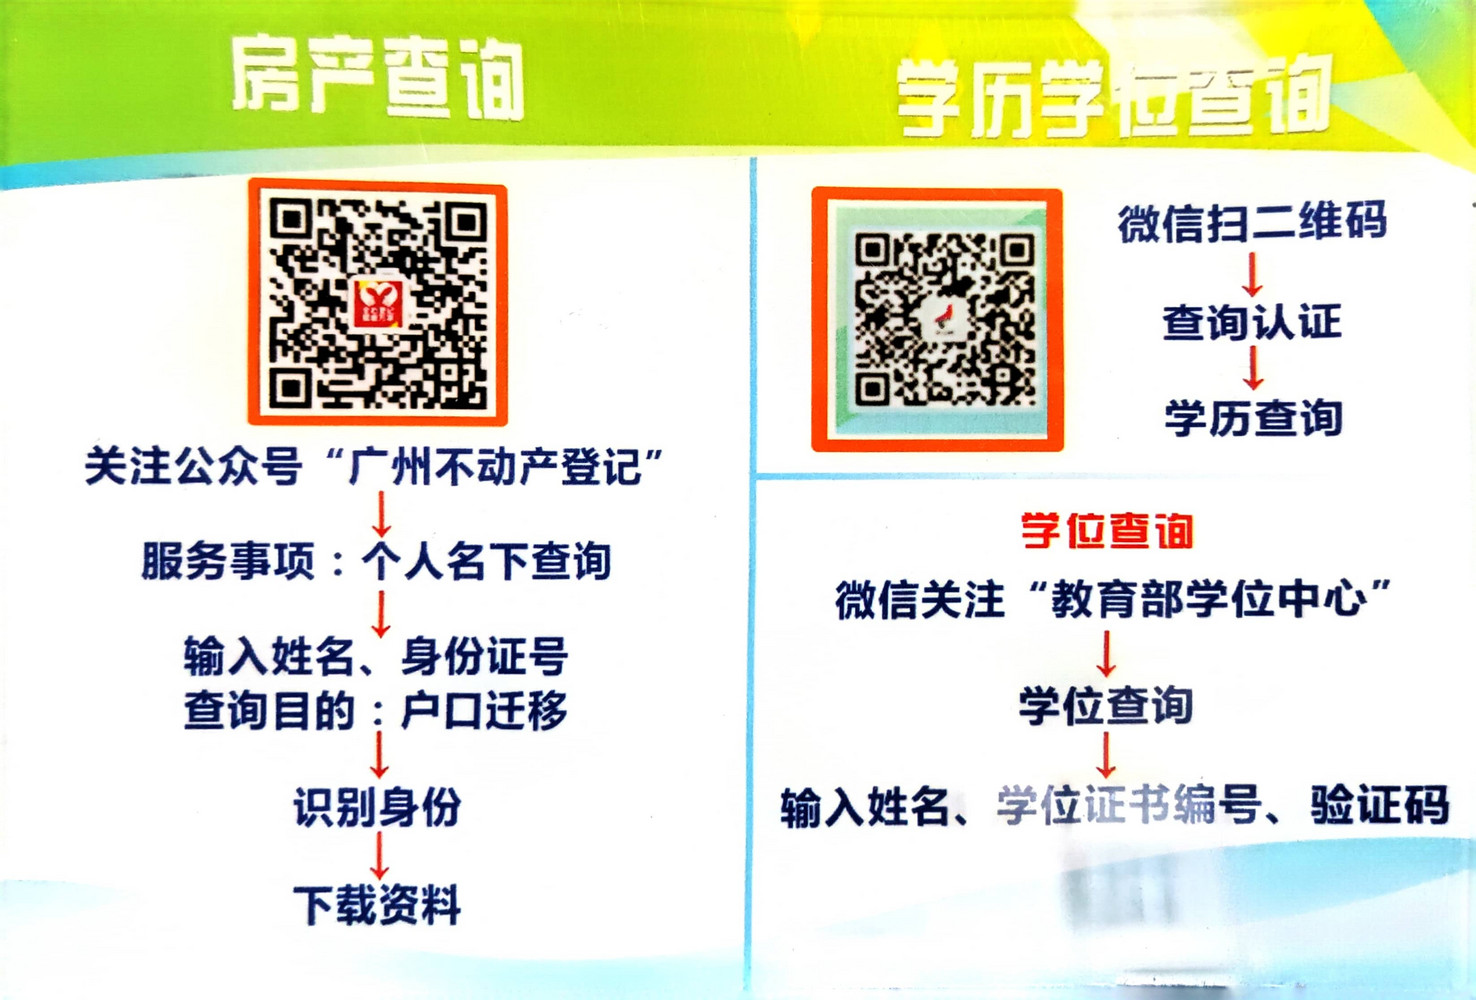 房产查询
关注公众号“广州不动产登记”
服务事项：个人名下查询
输入姓名、身份证号
查询目的：户口迁移
识别身份
下载资料
学历学位查询
微信扫二维码
查询认证
学历查询
学位查询
微信关注“教育部学位中心”
学位查询
输入姓名、学位证书编号、验证码